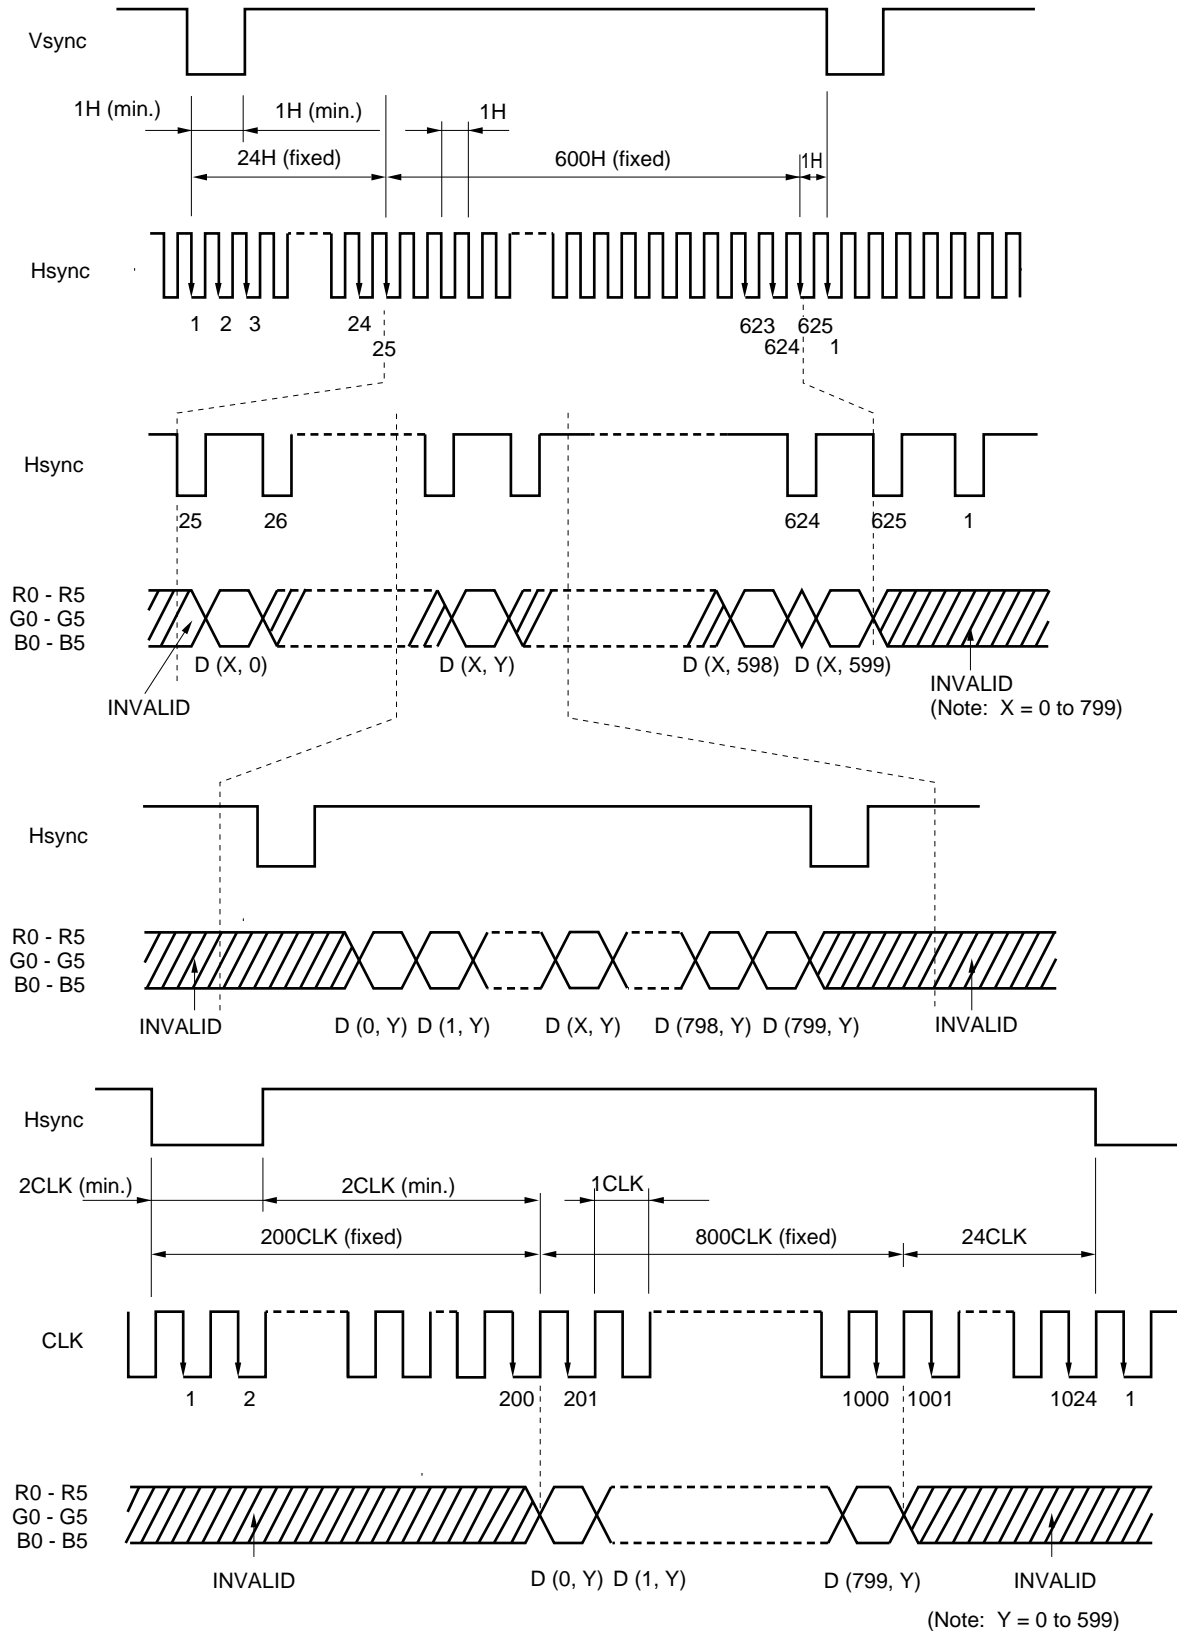 Vsync
1H (min.) 1H (min.) 1H
24H (fixed) 600H (fixed) 1H
Hsync
1 2 3 24 623 625
25 624 1
Hsync
25 26 624 625 1
R0 - R5
G0 - G5
B0 - B5
D (X, 0) D (X, Y) D (X, 598) D (X, 599)
INVALID
INVALID
(Note: X = 0 to 799)
Hsync
R0 - R5
G0 - G5
B0 - B5
INVALID D (0, Y) D (1, Y) D (X, Y) D (798, Y) D (799, Y) INVALID
Hsync
2CLK (min.) 2CLK (min.) 1CLK
200CLK (fixed) 800CLK (fixed) 24CLK
CLK
1 2 200 201 1000 1001 1024 1
R0 - R5
G0 - G5
B0 - B5
INVALID D (0, Y) D (1, Y) D (799, Y) INVALID
(Note: Y = 0 to 599)